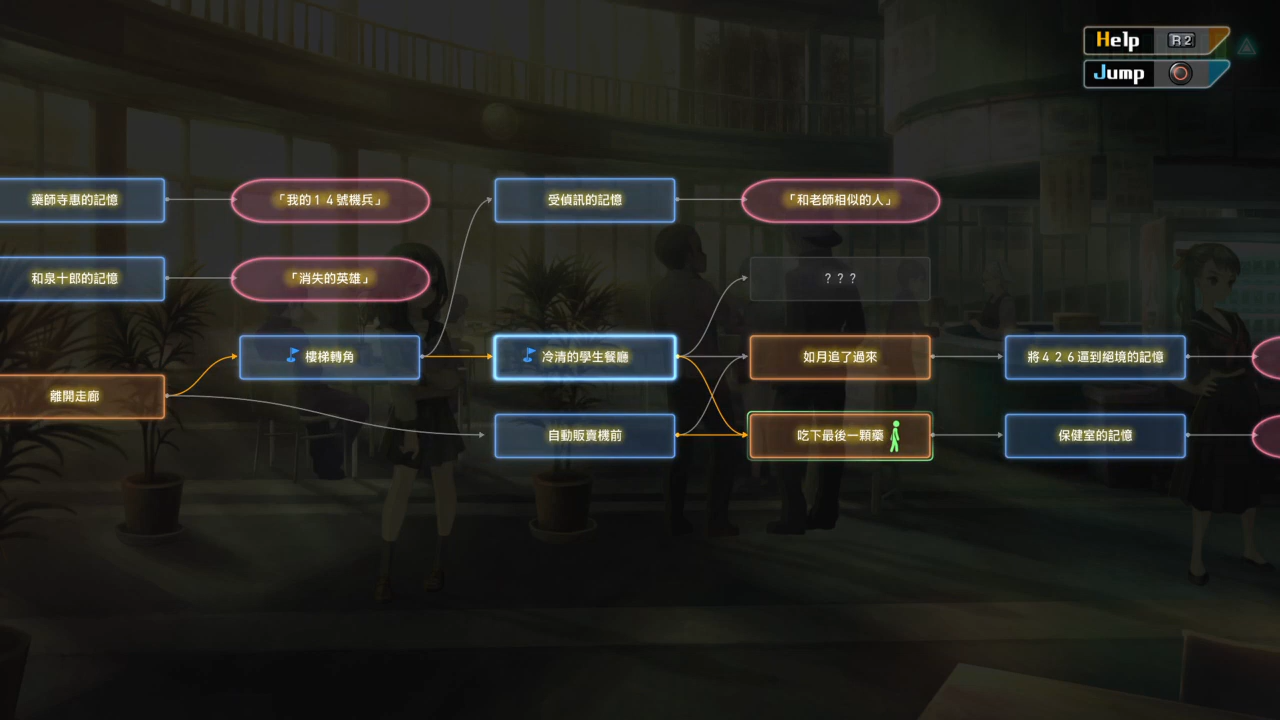 Help R2
Jump
藥師寺惠的記憶
「我的14號機兵」
受偵訊的記憶
「和老師相似的人」
和泉十郎的記憶
「消失的英雄」
???
樓梯轉角
冷清的學生餐廳
如月追了過來
將426逼到絕境的記憶
離開走廊
自動販賣機前
吃下最後一顆藥
保健室的記憶